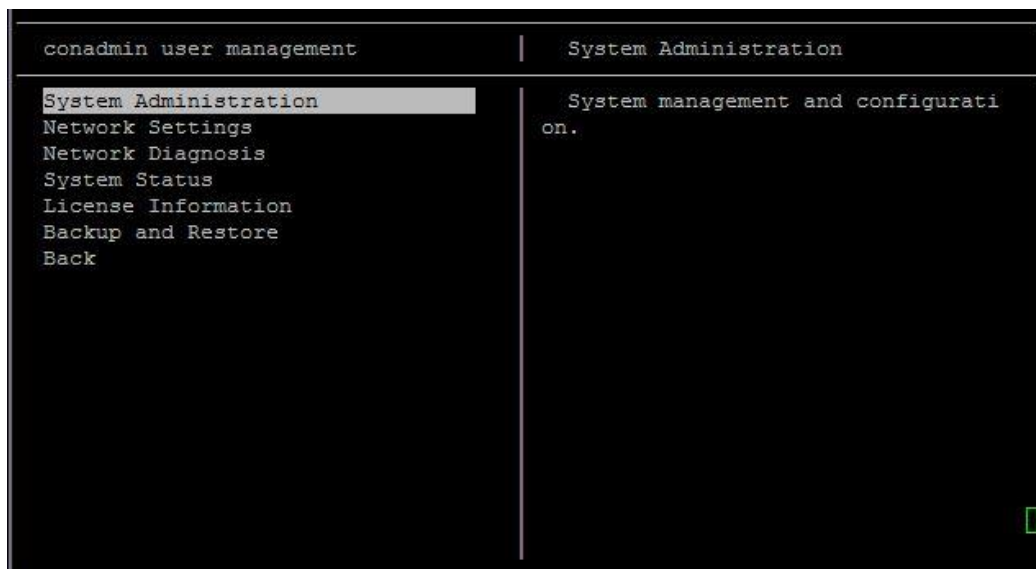 conadmin user management
System Administration
System Administration
Network Settings
Network Diagnosis
System Status
License Information
Backup and Restore
Back
System management and configurati
on.